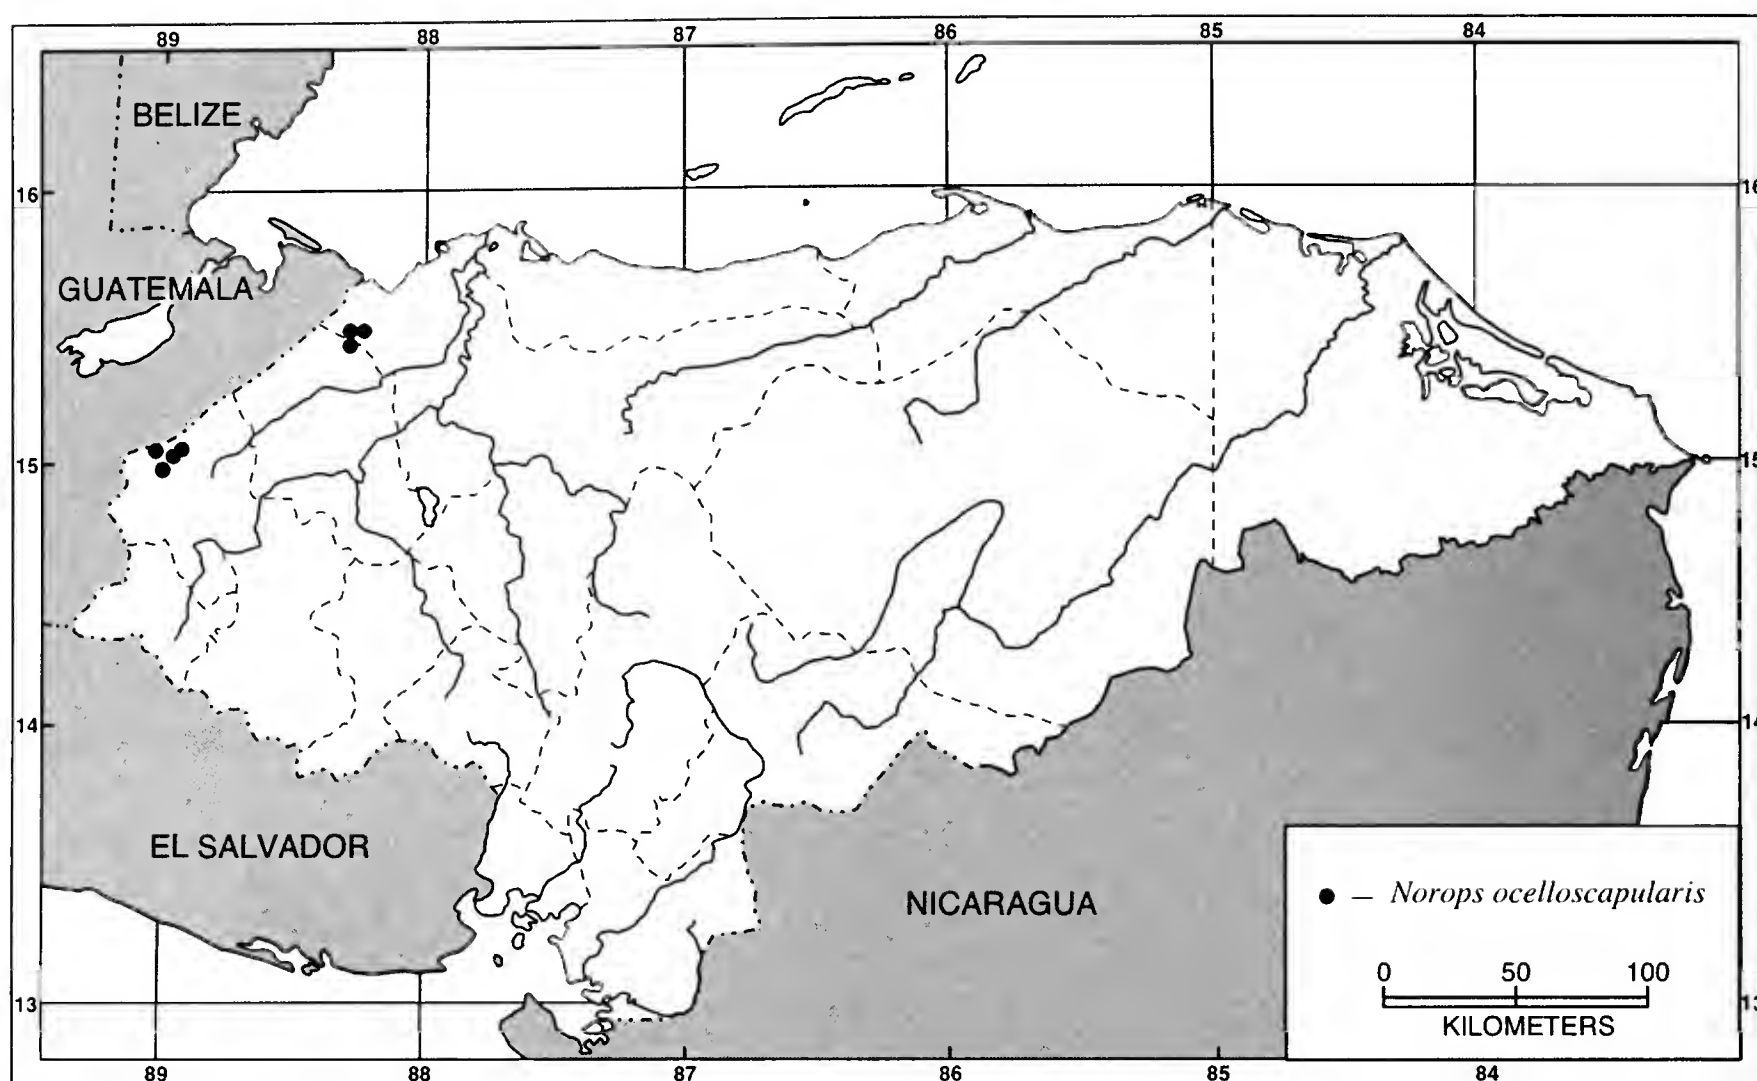 89 88 87 86 85 84
BELIZE
16 16
GUATEMALA
15 15
14 14
EL SALVADOR
NICARAGUA
— Norops ocelloscapularis
0 50 100
KILOMETERS
13 13
89 88 87 86 85 84